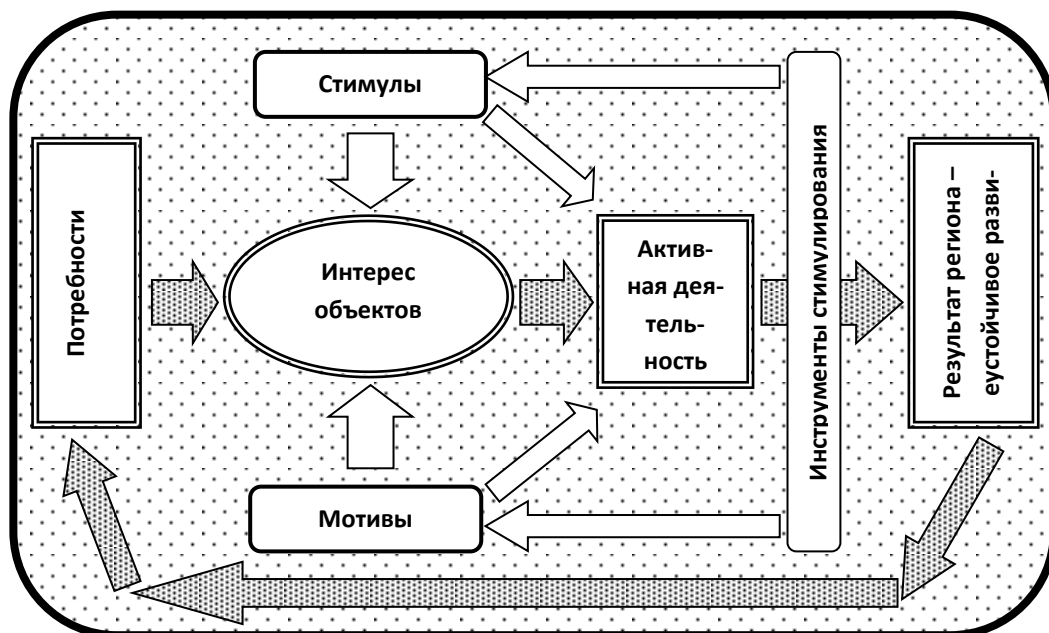 Стимулы
Потребности
Интерес
объектов
Актив-
ная дея-
тель-
ность
Инструменты стимулирования
Результат региона –
еустойчивое разви-
Мотивы